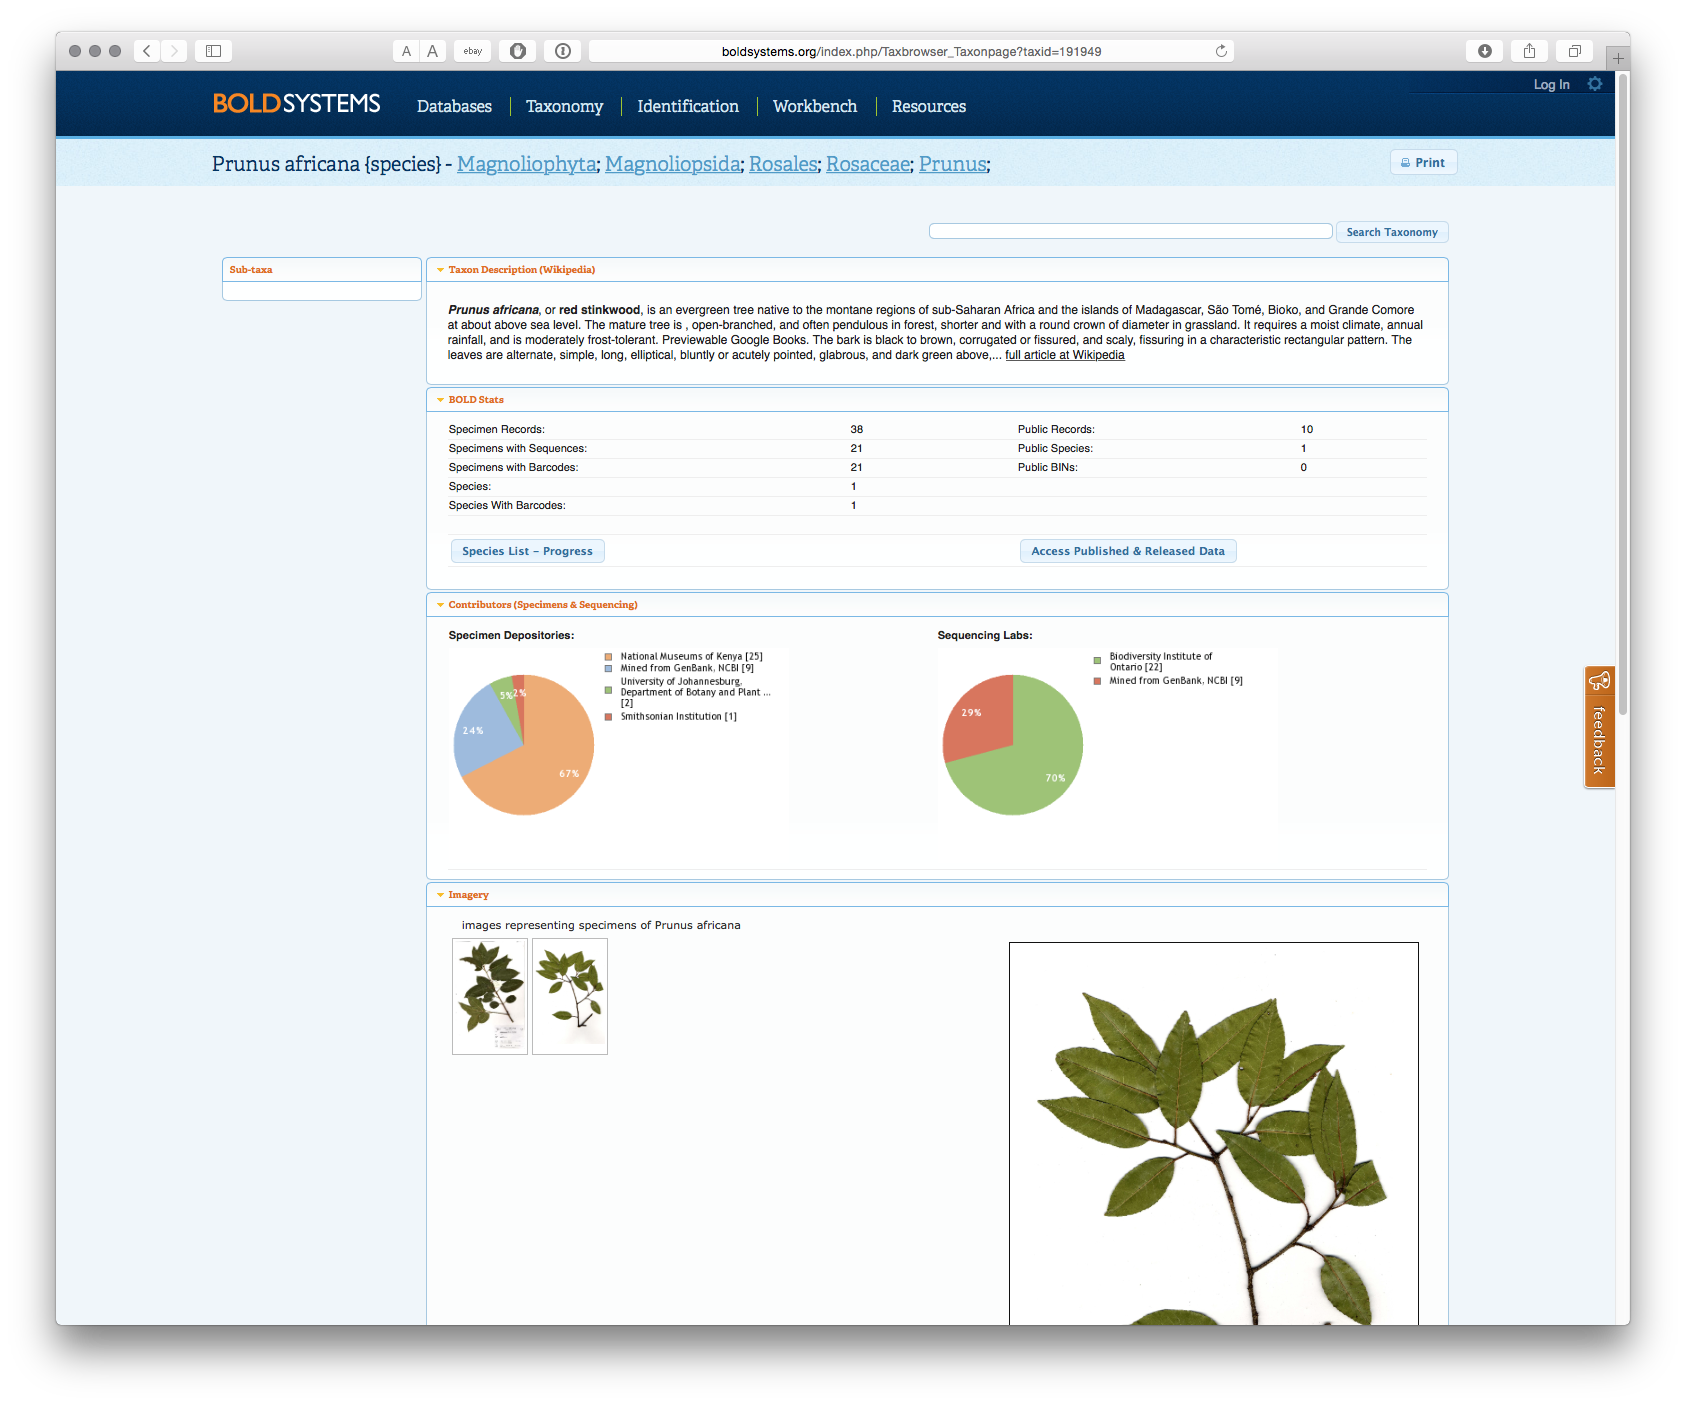 A A ebay boldsystems.org/index.php/Taxbrowser_Taxonpage?taxid=191949
Log In
BOLDSYSTEMS Databases Taxonomy Identification Workbench Resources
Prunus africana {species} - Magnoliophyta; Magnoliopsida; Rosales; Rosaceae; Prunus;
Print
Search Taxonomy
Sub-taxa
Taxon Description (Wikipedia)
Prunus africana, or red stinkwood, is an evergreen tree native to the montane regions of sub-Saharan Africa and the islands of Madagascar, São Tomé, Bioko, and Grande Comore
at about above sea level. The mature tree is , open-branched, and often pendulous in forest, shorter and with a round crown of diameter in grassland. It requires a moist climate, annual
rainfall, and is moderately frost-tolerant. Previewable Google Books. The bark is black to brown, corrugated or fissured, and scaly, fissuring in a characteristic rectangular pattern. The
leaves are alternate, simple, long, elliptical, bluntly or acutely pointed, glabrous, and dark green above,... full article at Wikipedia
BOLD Stats
Specimen Records: 38 Public Records: 10
Specimens with Sequences: 21 Public Species: 1
Specimens with Barcodes: 21 Public BINs: 0
Species: 1
Species With Barcodes: 1
Species List - Progress Access Published & Released Data
Contributors (Specimens & Sequencing)
Specimen Depositories:
National Museums of Kenya [25]
Mined from GenBank, NCBI [9]
University of Johannesburg,
Department of Botany and Plant ...
[2]
Smithsonian Institution [1]
5% 2%
24%
67%
Sequencing Labs:
Biodiversity Institute of
Ontario [22]
Mined from GenBank, NCBI [9]
29%
70%
feedback
Imagery
images representing specimens of Prunus africana